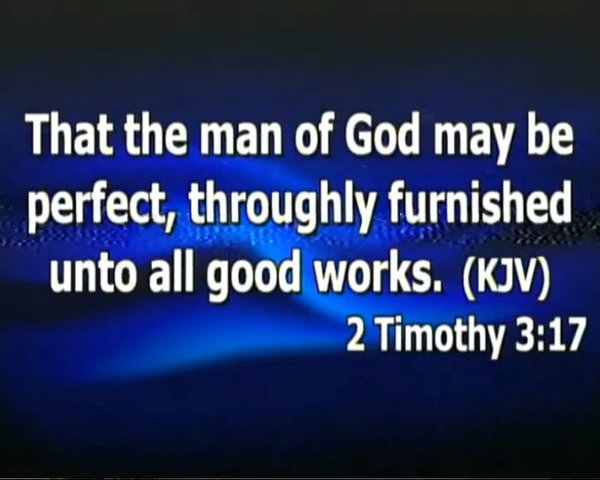 That the man of God may be
perfect, throughly furnished
unto all good works. (KJV)
2 Timothy 3:17